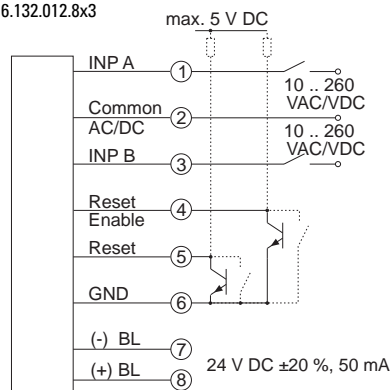 6.132.012.8x3
max. 5 V DC
INP A
1
10 .. 260
VAC/VDC
Common
AC/DC
2
10 .. 260
VAC/VDC
INP B
3
Reset
Enable
4
Reset
5
GND
6
(-) BL
7
(+) BL
8
24 V DC ±20 %, 50 mA